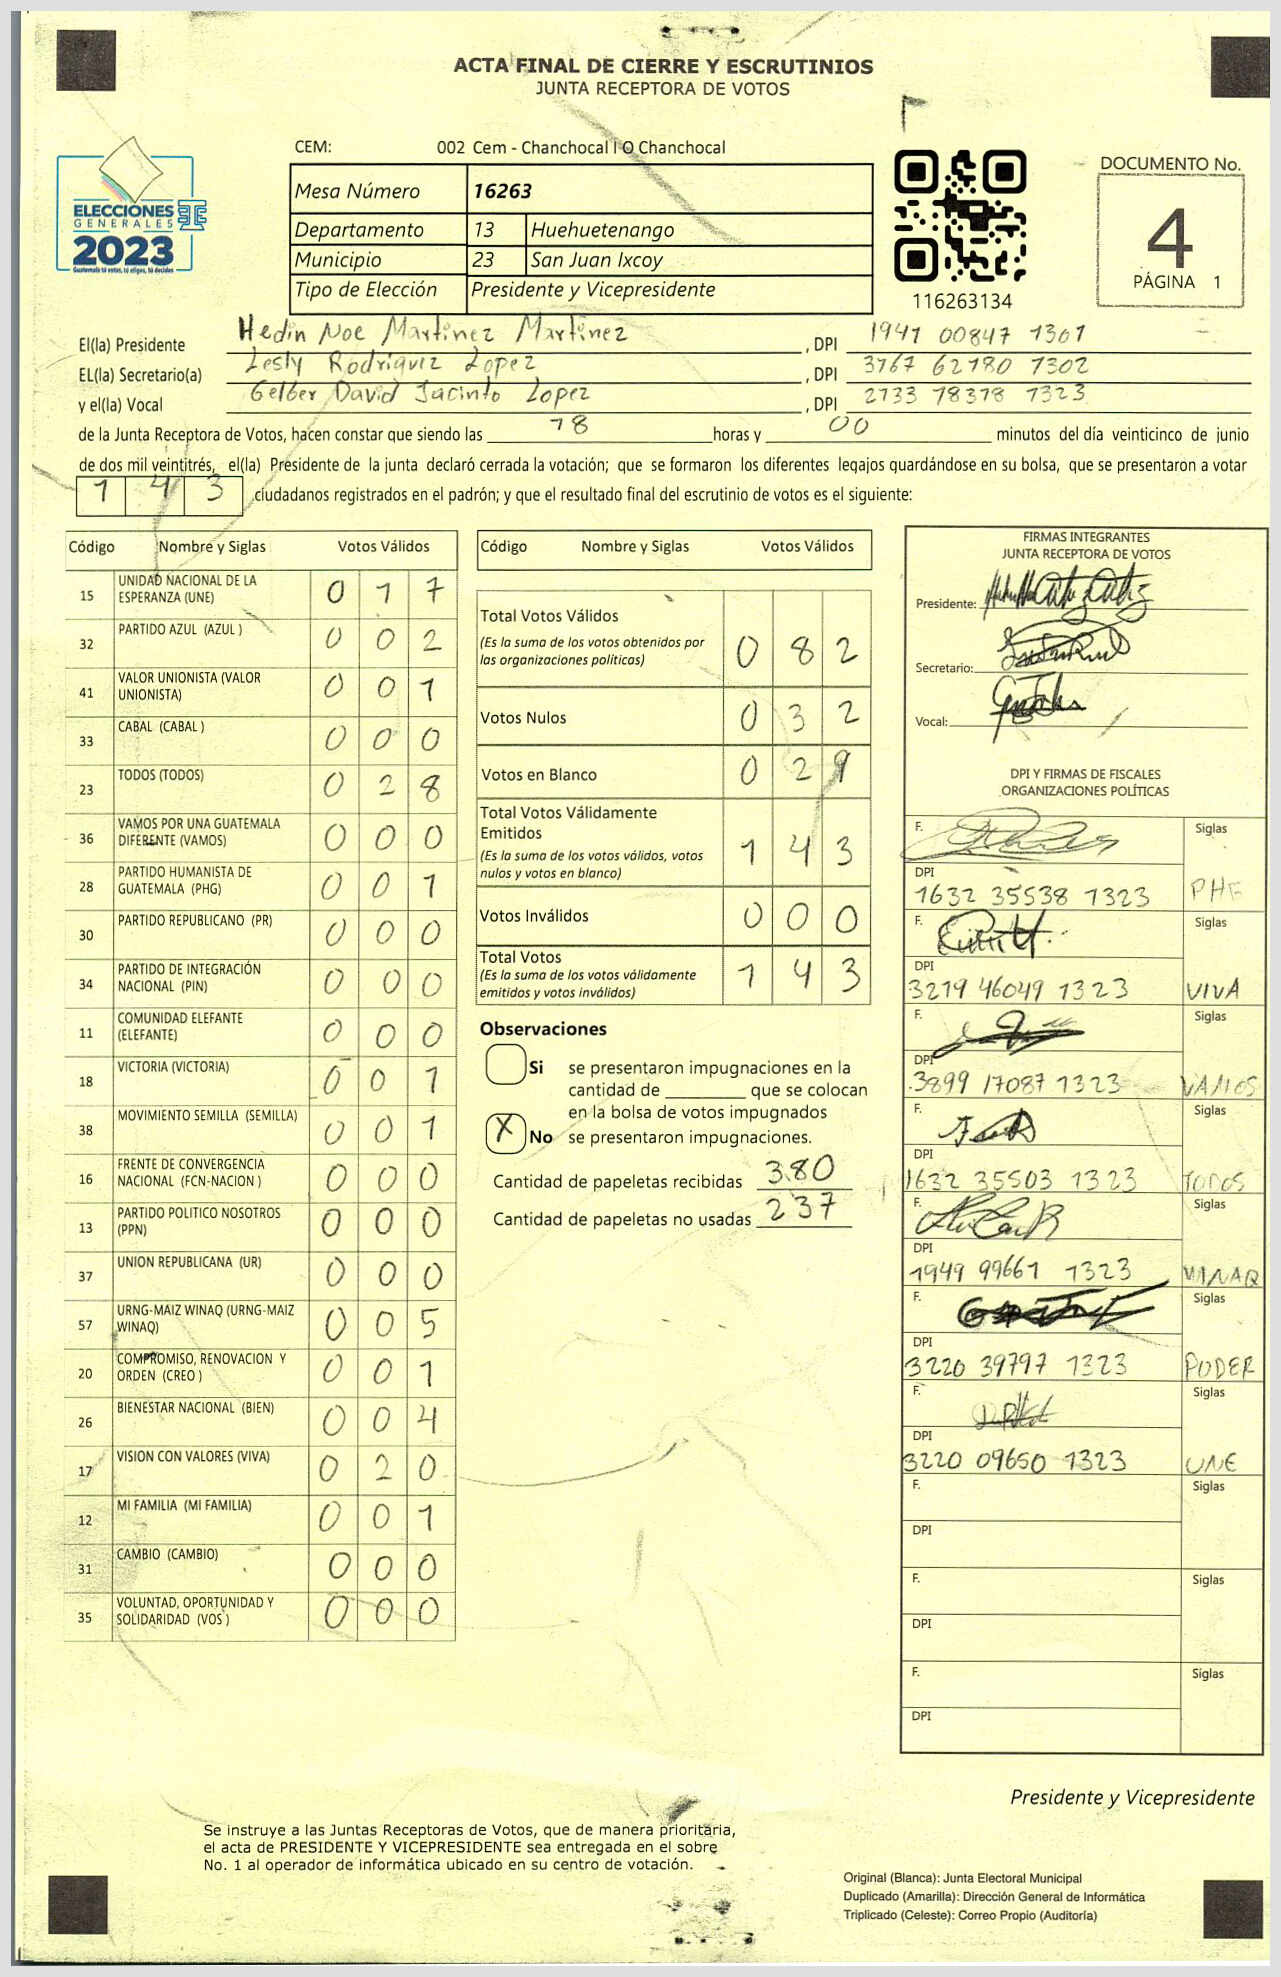 ACTA FINAL DE CIERRE Y ESCRUTINIOS
JUNTA RECEPTORA DE VOTOS
ELECCIONES
GENERALES
2023
Guatemala tú votas, tú eliges, tú decides
CEM: 002 Cem - Chanchocal I O Chanchocal
Mesa Número 16263
Departamento 13 Huehuetenango
Municipio 23 San Juan Ixcoy
Tipo de Elección Presidente y Vicepresidente
116263134
DOCUMENTO No.
4
PÁGINA 1
El(la) Presidente Hedin Noe Martinez Martinez , DPI 1941 00847 1301
EL(la) Secretario(a) Lesly Rodriguez Lopez , DPI 3767 62780 1302
y el(la) Vocal Gelber David Jacinto Lopez , DPI 2733 78378 1323
de la Junta Receptora de Votos, hacen constar que siendo las 18 horas y 00 minutos del día veinticinco de junio
de dos mil veintitrés, el(la) Presidente de la junta declaró cerrada la votación; que se formaron los diferentes legajos guardándose en su bolsa, que se presentaron a votar
1 4 3 ciudadanos registrados en el padrón; y que el resultado final del escrutinio de votos es el siguiente:
Código Nombre y Siglas Votos Válidos
15 UNIDAD NACIONAL DE LA ESPERANZA (UNE) 0 1 7
32 PARTIDO AZUL (AZUL ) 0 0 2
41 VALOR UNIONISTA (VALOR UNIONISTA) 0 0 1
33 CABAL (CABAL ) 0 0 0
23 TODOS (TODOS) 0 2 8
36 VAMOS POR UNA GUATEMALA DIFERENTE (VAMOS) 0 0 0
28 PARTIDO HUMANISTA DE GUATEMALA (PHG) 0 0 1
30 PARTIDO REPUBLICANO (PR) 0 0 0
34 PARTIDO DE INTEGRACIÓN NACIONAL (PIN) 0 0 0
11 COMUNIDAD ELEFANTE (ELEFANTE) 0 0 0
18 VICTORIA (VICTORIA) 0 0 1
38 MOVIMIENTO SEMILLA (SEMILLA) 0 0 1
16 FRENTE DE CONVERGENCIA NACIONAL (FCN-NACION ) 0 0 0
13 PARTIDO POLITICO NOSOTROS (PPN) 0 0 0
37 UNION REPUBLICANA (UR) 0 0 0
57 URNG-MAIZ WINAQ (URNG-MAIZ WINAQ) 0 0 5
20 COMPROMISO, RENOVACION Y ORDEN (CREO ) 0 0 1
26 BIENESTAR NACIONAL (BIEN) 0 0 4
17 VISION CON VALORES (VIVA) 0 2 0
12 MI FAMILIA (MI FAMILIA) 0 0 1
31 CAMBIO (CAMBIO) 0 0 0
35 VOLUNTAD, OPORTUNIDAD Y SOLIDARIDAD (VOS ) 0 0 0
Código Nombre y Siglas Votos Válidos
Total Votos Válidos
(Es la suma de los votos obtenidos por las organizaciones políticas) 0 8 2
Votos Nulos 0 3 2
Votos en Blanco 0 2 9
Total Votos Válidamente Emitidos
(Es la suma de los votos válidos, votos nulos y votos en blanco) 1 4 3
Votos Inválidos 0 0 0
Total Votos
(Es la suma de los votos válidamente emitidos y votos inválidos) 1 4 3
Observaciones
Si se presentaron impugnaciones en la
cantidad de ________ que se colocan
en la bolsa de votos impugnados
X No se presentaron impugnaciones.
Cantidad de papeletas recibidas 380
Cantidad de papeletas no usadas 237
FIRMAS INTEGRANTES
JUNTA RECEPTORA DE VOTOS
Presidente:
Secretario:
Vocal:
DPI Y FIRMAS DE FISCALES
ORGANIZACIONES POLÍTICAS
F. Siglas
DPI
1632 35538 1323
F. Siglas
DPI
3219 46049 1323 VIVA
F. Siglas
DPI
3899 17087 1323 VAMOS
F. Siglas
DPI
1632 35503 1323 TODOS
F. Siglas
DPI
1949 99661 1323 WINAQ
F. Siglas
DPI
3220 39797 1323 PODER
F. Siglas
DPI
3220 09650 1323 UNE
F. Siglas
DPI
F. Siglas
DPI
F. Siglas
DPI
Presidente y Vicepresidente
Se instruye a las Juntas Receptoras de Votos, que de manera prioritaria,
el acta de PRESIDENTE Y VICEPRESIDENTE sea entregada en el sobre
No. 1 al operador de informática ubicado en su centro de votación.
Original (Blanca): Junta Electoral Municipal
Duplicado (Amarilla): Dirección General de Informática
Triplicado (Celeste): Correo Propio (Auditoría)